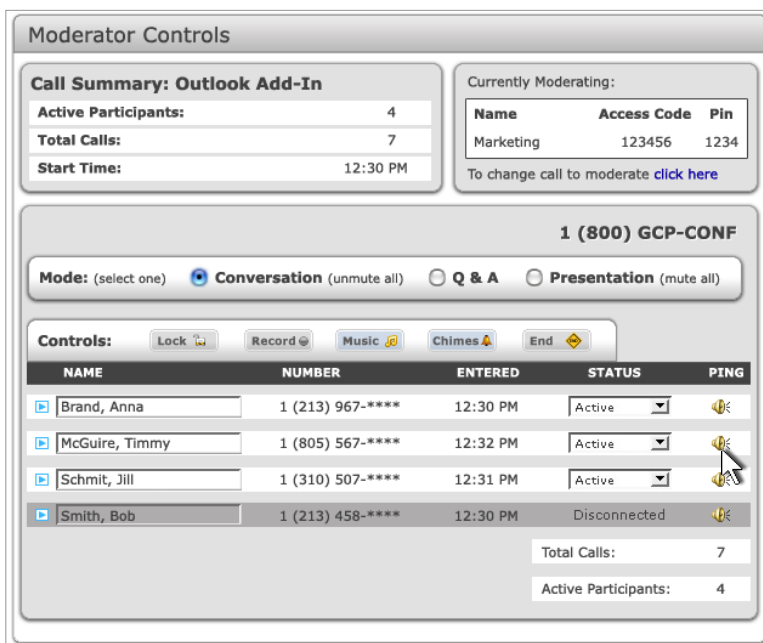 Moderator Controls
Call Summary: Outlook Add-In
Active Participants: 4
Total Calls: 7
Start Time: 12:30 PM
Currently Moderating:
Name Access Code Pin
Marketing 123456 1234
To change call to moderate click here
1 (800) GCP-CONF
Mode: (select one) Conversation (unmute all) Q & A Presentation (mute all)
Controls: Lock Record Music Chimes End
NAME NUMBER ENTERED STATUS PING
Brand, Anna 1 (213) 967-**** 12:30 PM Active
McGuire, Timmy 1 (805) 567-**** 12:32 PM Active
Schmit, Jill 1 (310) 507-**** 12:31 PM Active
Smith, Bob 1 (213) 458-**** 12:30 PM Disconnected
Total Calls: 7
Active Participants: 4